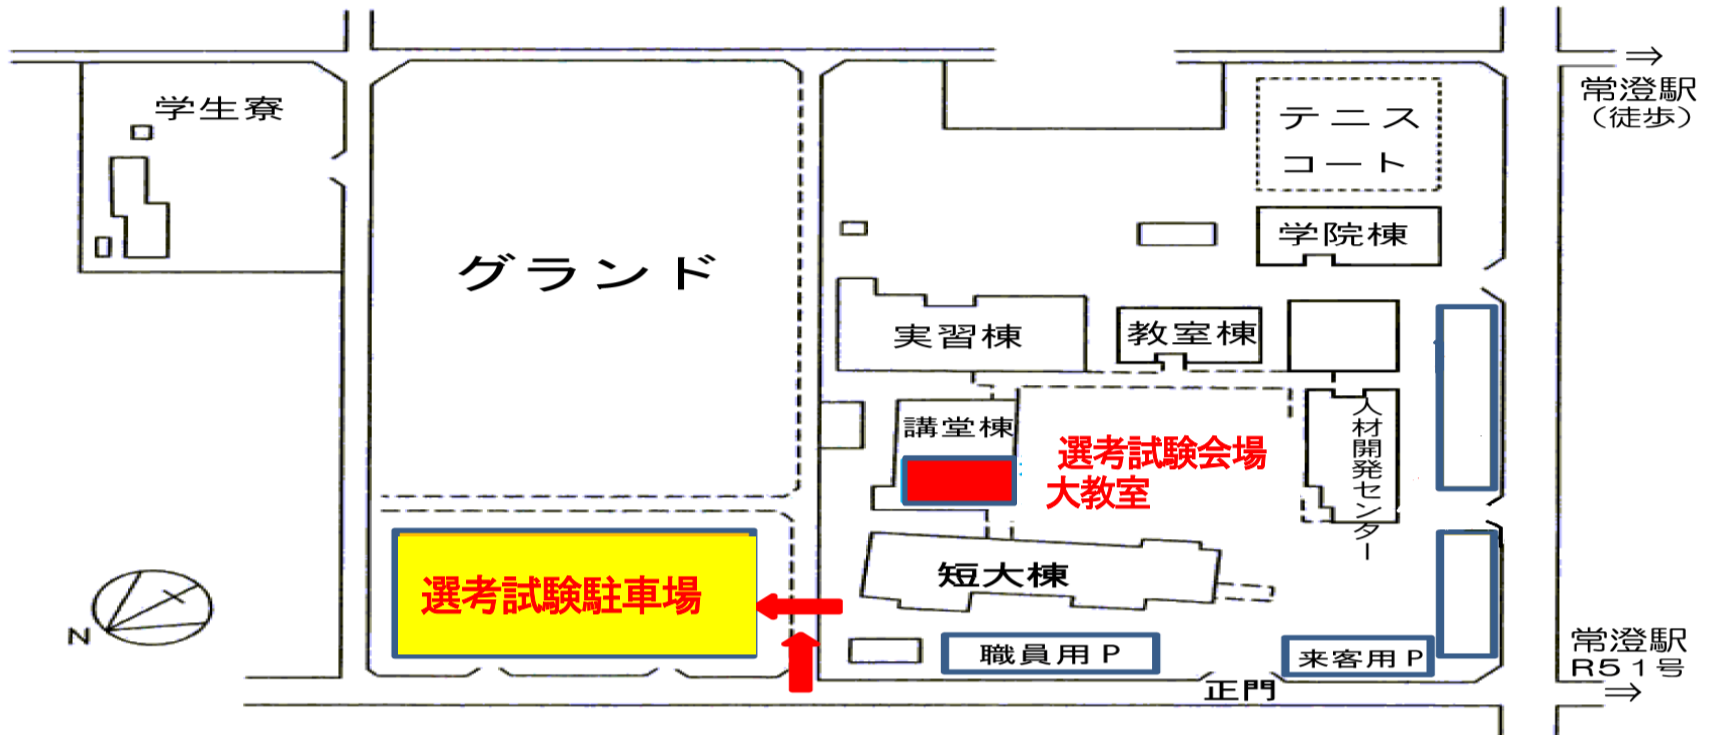 常澄駅
（徒歩）
学生寮
テニス
コート
学院棟
グランド
実習棟
教室棟
人材開発センター
講堂棟
選考試験会場
大教室
選考試験駐車場
短大棟
N
職員用P
来客用P
正門
常澄駅
R51号